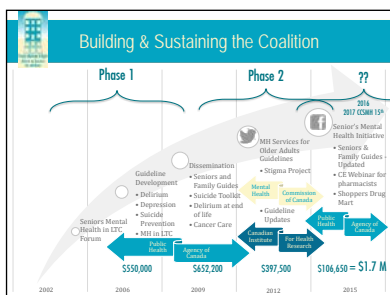 Building & Sustaining the Coalition
Phase 1
Phase 2
??
2016
2017 CCSMH 15th
Senior's Mental
Health Initiative
• Seniors &
Family Guides -
Updated
• CE Webinar for
pharmacists
• Shoppers Drug
Mart
MH Services for
Older Adults
Guidelines
• Stigma Project
Mental
Health
Commission
of Canada
• Guideline
Updates
Dissemination
• Seniors and
Family Guides
• Suicide Toolkit
• Delirium at end
of life
• Cancer Care
Guideline
Development
• Delirium
• Depression
• Suicide
Prevention
• MH in LTC
Seniors Mental
Health in LTC
Forum
Public
Health
Agency of
Canada
Canadian
Institute
For Health
Research
Public
Health
Agency of
Canada
$550,000
$652,200
$397,500
$106,650 = $1.7 M
2002
2006
2009
2012
2015